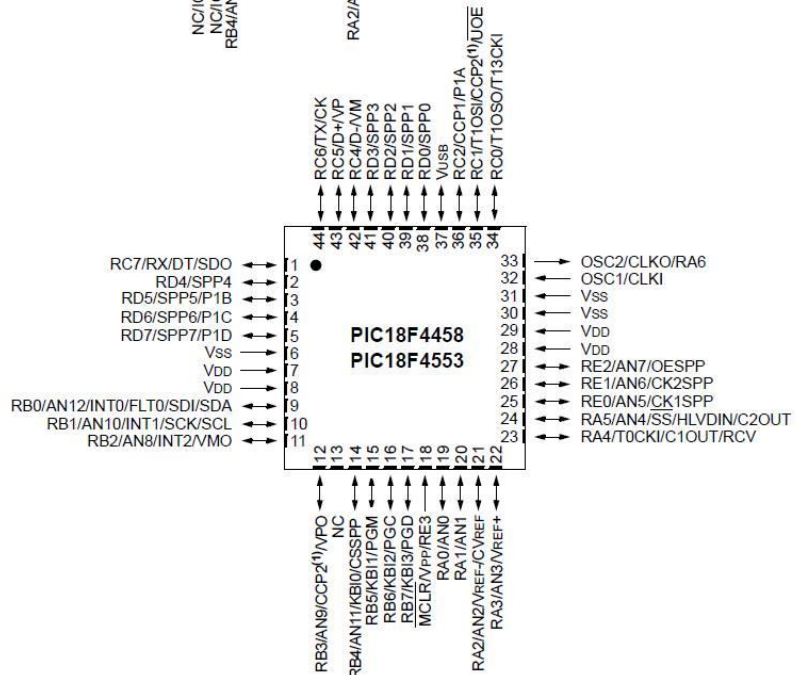 NC/IC
NC/IC
RB4/AN
RA2/A
RC6/TX/CK
RC5/D+/VP
RC4/D-/VM
RD3/SPP3
RD2/SPP2
RD1/SPP1
RD0/SPP0
VUSB
RC2/CCP1/P1A
RC1/T1OSI/CCP2(1)/UOE
RC0/T1OSO/T13CKI
44 43 42 41 40 39 38 37 36 35 34
RC7/RX/DT/SDO 1
RD4/SPP4 2
RD5/SPP5/P1B 3
RD6/SPP6/P1C 4
RD7/SPP7/P1D 5
VSS 6
VDD 7
VDD 8
RB0/AN12/INT0/FLT0/SDI/SDA 9
RB1/AN10/INT1/SCK/SCL 10
RB2/AN8/INT2/VMO 11
PIC18F4458
PIC18F4553
33 OSC2/CLKO/RA6
32 OSC1/CLKI
31 VSS
30 VSS
29 VDD
28 VDD
27 RE2/AN7/OESPP
26 RE1/AN6/CK2SPP
25 RE0/AN5/CK1SPP
24 RA5/AN4/SS/HLVDIN/C2OUT
23 RA4/T0CKI/C1OUT/RCV
12 13 14 15 16 17 18 19 20 21 22
RB3/AN9/CCP2(1)/VPO
NC
RB4/AN11/KBI0/CSSPP
RB5/KBI1/PGM
RB6/KBI2/PGC
RB7/KBI3/PGD
MCLR/VPP/RE3
RA0/AN0
RA1/AN1
RA2/AN2/VREF-/CVREF
RA3/AN3/VREF+